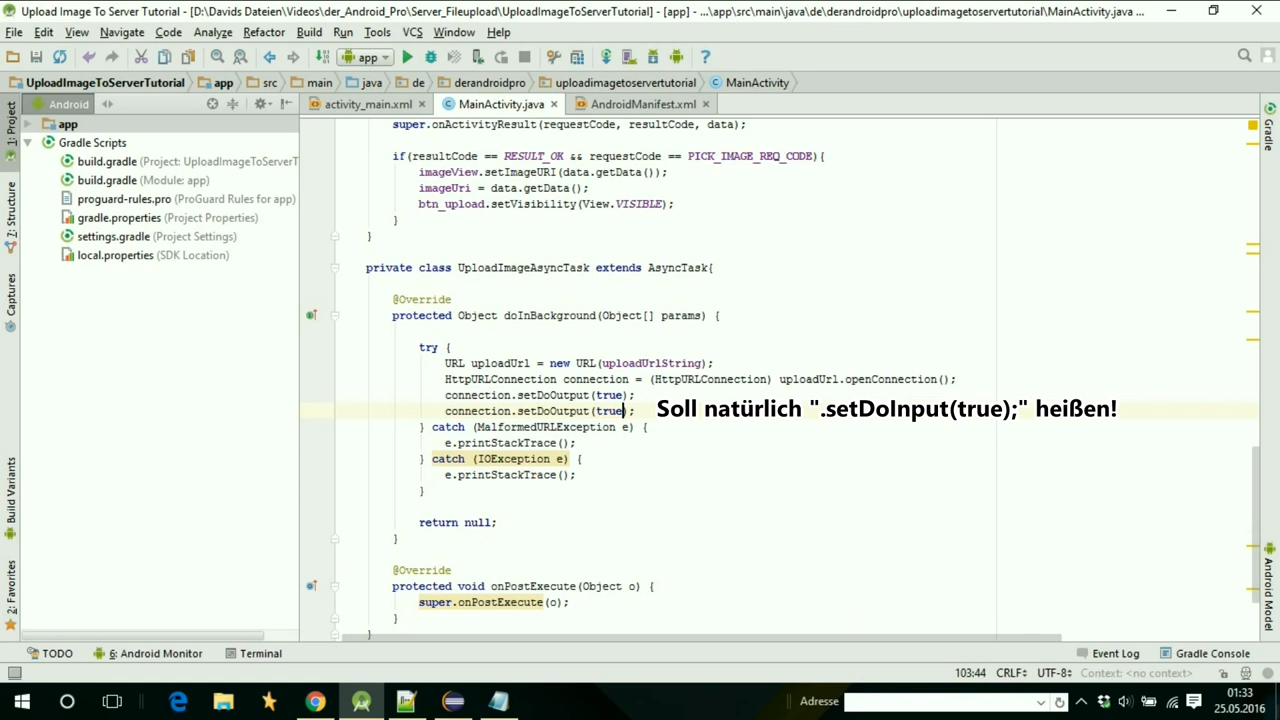 Upload Image To Server Tutorial - [D:\Davids Dateien\Videos\der_Android_Pro\Server_Fileupload\UploadImageToServerTutorial] - [app] - ...\app\src\main\java\de\derandroidpro\uploadimagetoservertutorial\MainActivity.java ...
File Edit View Navigate Code Analyze Refactor Build Run Tools VCS Window Help
app
UploadImageToServerTutorial app src main java de derandroidpro uploadimagetoservertutorial MainActivity
Android
activity_main.xml MainActivity.java AndroidManifest.xml
1: Project
7: Structure
Captures
Build Variants
2: Favorites
app
Gradle Scripts
build.gradle (Project: UploadImageToServerT
build.gradle (Module: app)
proguard-rules.pro (ProGuard Rules for app)
gradle.properties (Project Properties)
settings.gradle (Project Settings)
local.properties (SDK Location)
super.onActivityResult(requestCode, resultCode, data);
if(resultCode == RESULT_OK && requestCode == PICK_IMAGE_REQ_CODE){
imageView.setImageURI(data.getData());
imageUri = data.getData();
btn_upload.setVisibility(View.VISIBLE);
}
}
private class UploadImageAsyncTask extends AsyncTask{
@Override
protected Object doInBackground(Object[] params) {
try {
URL uploadUrl = new URL(uploadUrlString);
HttpURLConnection connection = (HttpURLConnection) uploadUrl.openConnection();
connection.setDoOutput(true);
connection.setDoOutput(true);
Soll natürlich ".setDoInput(true);" heißen!
} catch (MalformedURLException e) {
e.printStackTrace();
} catch (IOException e) {
e.printStackTrace();
}
return null;
}
@Override
protected void onPostExecute(Object o) {
super.onPostExecute(o);
}
}
Gradle
Android Model
TODO 6: Android Monitor Terminal Event Log Gradle Console
103:44 CRLF UTF-8 Context: <no context>
Adresse
01:33
25.05.2016